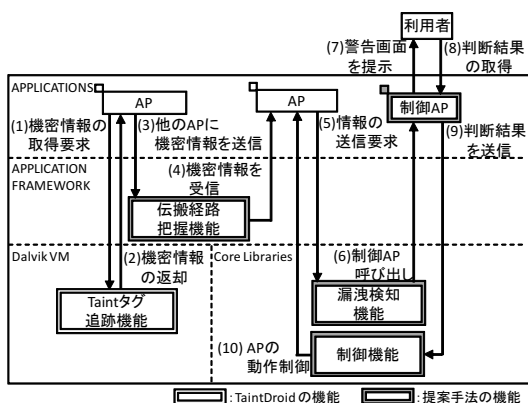 利用者
(7)警告画面
を提示
(8)判断結果
の取得
APPLICATIONS
AP
AP
制御AP
(1)機密情報の
取得要求
(3)他のAPに
機密情報を送信
(5)情報の
送信要求
(9)判断結果
を送信
APPLICATION
FRAMEWORK
(4)機密情報を
受信
伝搬経路
把握機能
Dalvik VM
(2)機密情報
の返却
Core Libraries
(6)制御AP
呼び出し
Taintタグ
追跡機能
漏洩検知
機能
(10) APの
動作制御
制御機能
:TaintDroidの機能
:提案手法の機能